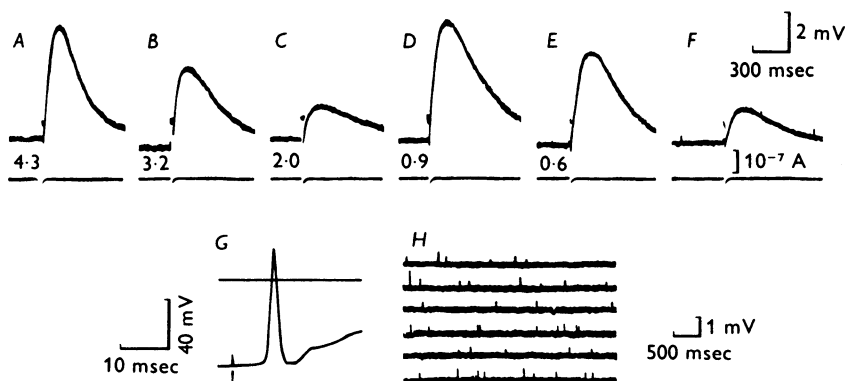 A
B
C
D
E
F
2 mV
300 msec
4·3
3·2
2·0
0·9
0·6
10⁻⁷ A
G
H
40 mV
10 msec
1 mV
500 msec